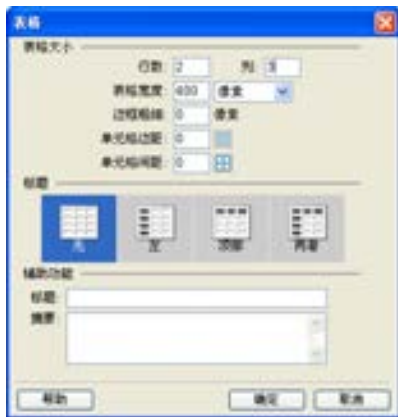 表格
表格大小
行数: 2 列: 3
表格宽度: 400 像素
边框粗细: 0 像素
单元格边距: 0
单元格间距: 0
标题
无 左 顶部 两者
辅助功能
标题:
摘要:
帮助 确定 取消